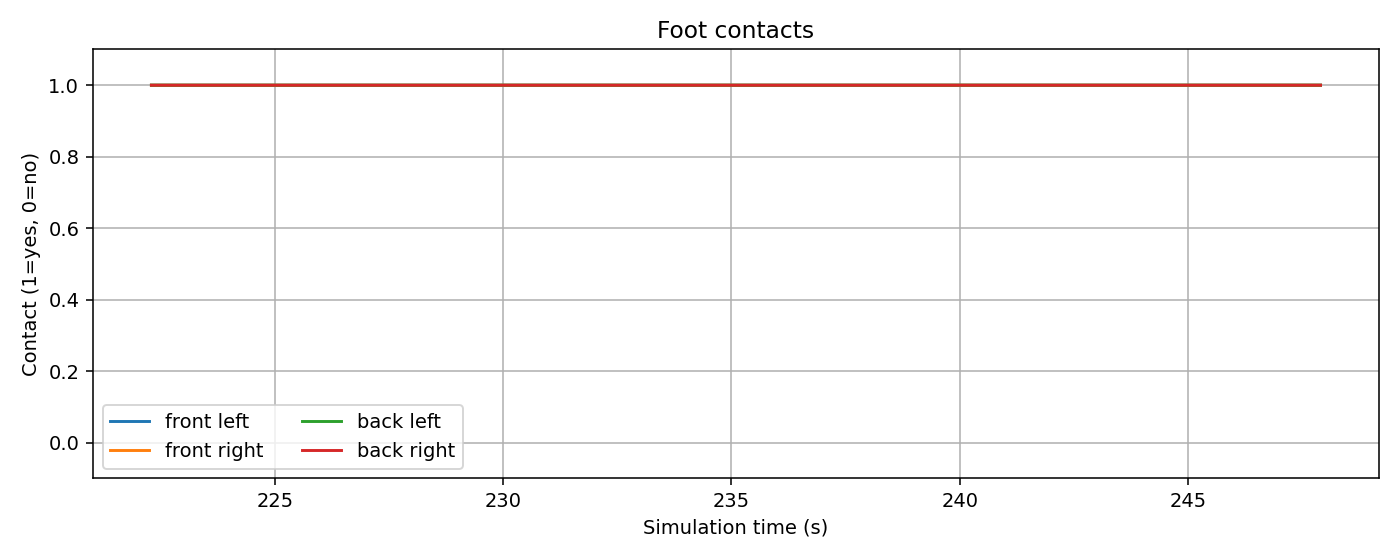 Foot contacts
Contact (1=yes, 0=no)
1.0
0.8
0.6
0.4
0.2
0.0
front left
front right
back left
back right
225 230 235 240 245
Simulation time (s)